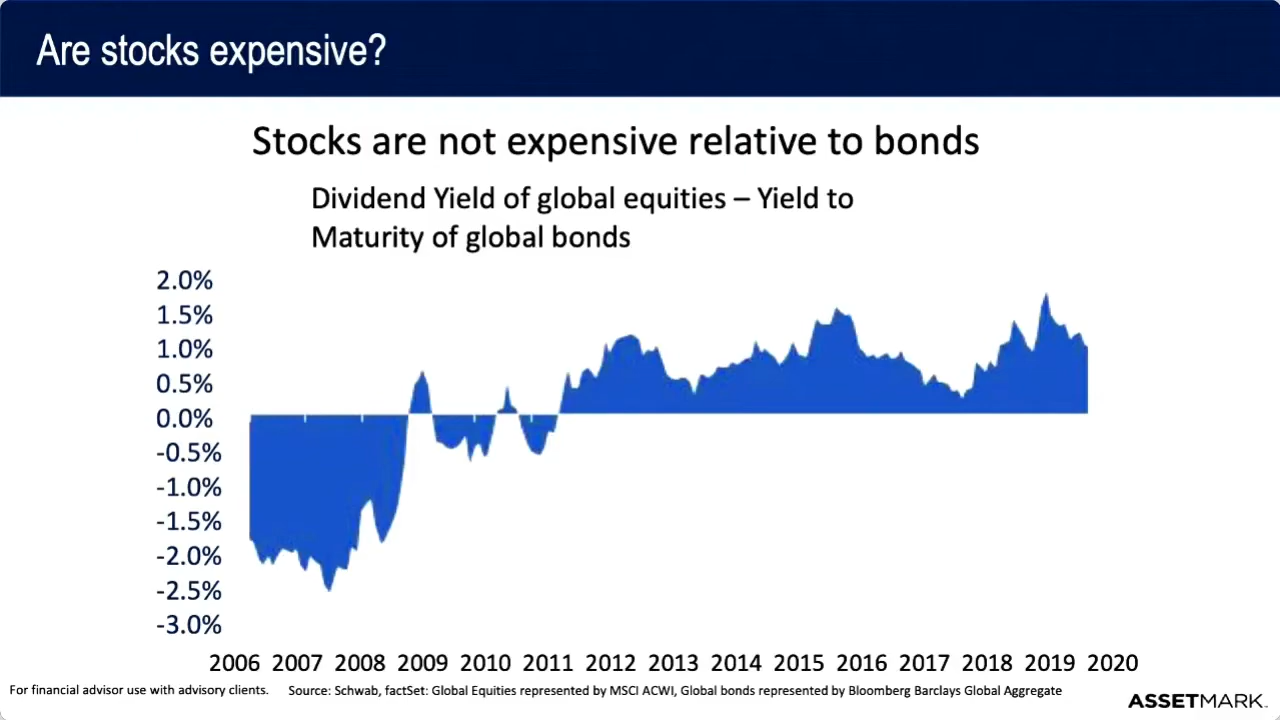 Are stocks expensive?
Stocks are not expensive relative to bonds
Dividend Yield of global equities – Yield to
Maturity of global bonds
2.0%
1.5%
1.0%
0.5%
0.0%
-0.5%
-1.0%
-1.5%
-2.0%
-2.5%
-3.0%
2006 2007 2008 2009 2010 2011 2012 2013 2014 2015 2016 2017 2018 2019 2020
For financial advisor use with advisory clients. Source: Schwab, factSet: Global Equities represented by MSCI ACWI, Global bonds represented by Bloomberg Barclays Global Aggregate
ASSETMARK